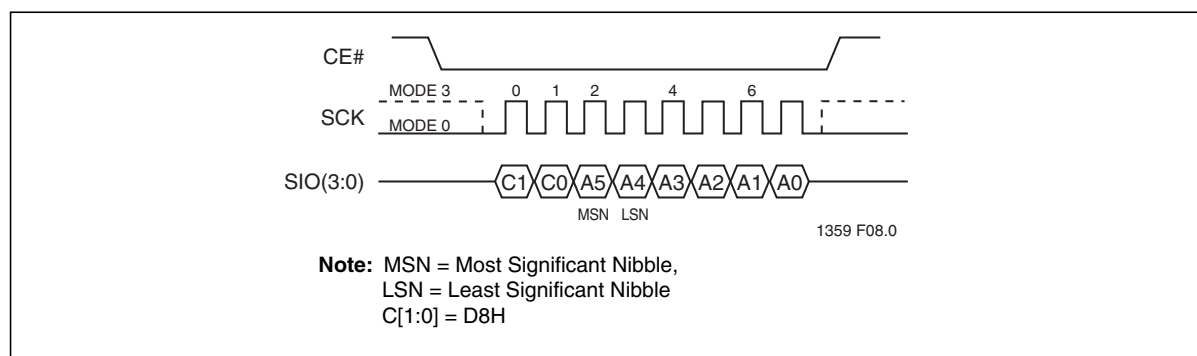 CE#
MODE 3 0 1 2 4 6
SCK
MODE 0
SIO(3:0) C1 C0 A5 A4 A3 A2 A1 A0
MSN LSN
1359 F08.0
Note: MSN = Most Significant Nibble,
LSN = Least Significant Nibble
C[1:0] = D8H